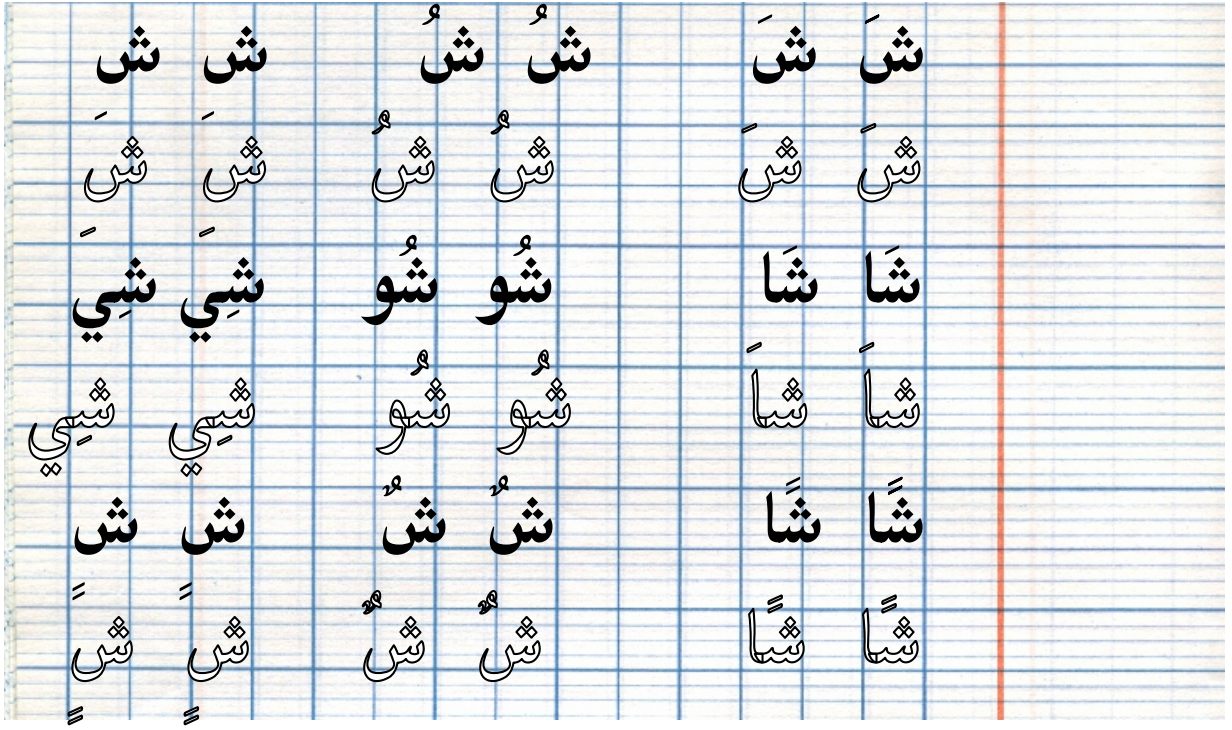 شَ شَ شُ شُ شِ شِ
شَ شَ شُ شُ شِ شِ
شَا شَا شُو شُو شِي شِي
شَا شَا شُو شُو شِي شِي
شًا شًا شٌ شٌ شٍ شٍ
شًا شًا شٌ شٌ شٍ شٍ